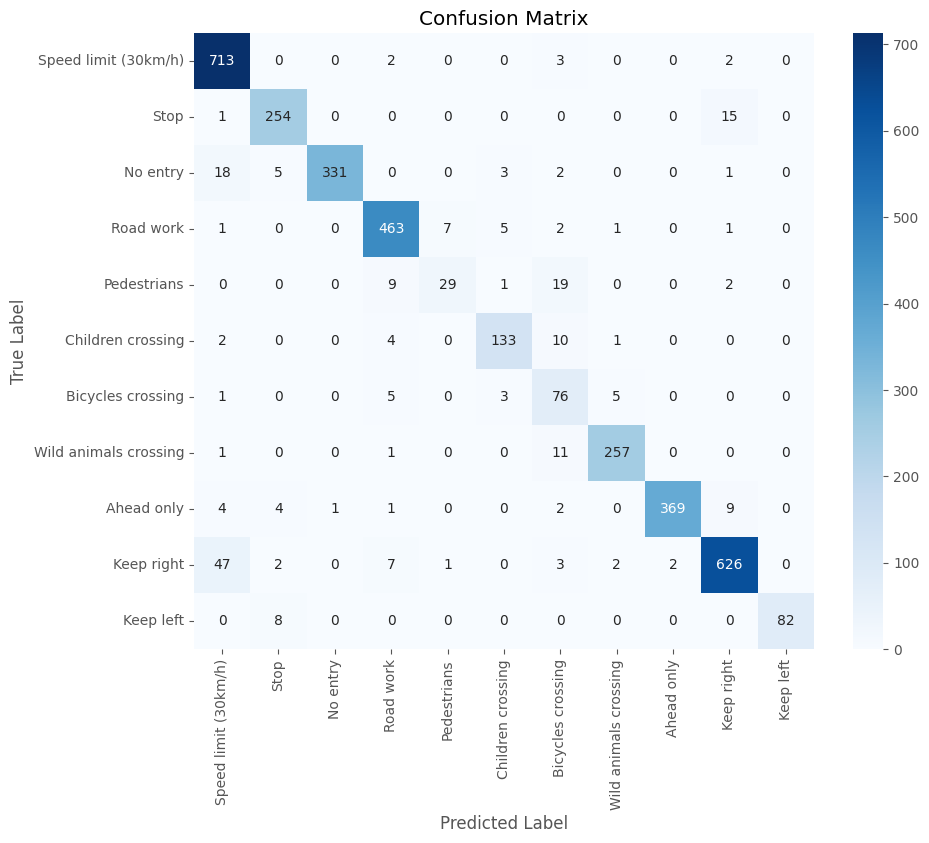 Confusion Matrix
Speed limit (30km/h) 713 0 0 2 0 0 3 0 0 2 0
Stop 1 254 0 0 0 0 0 0 0 15 0
No entry 18 5 331 0 0 3 2 0 0 1 0
Road work 1 0 0 463 7 5 2 1 0 1 0
Pedestrians 0 0 0 9 29 1 19 0 0 2 0
Children crossing 2 0 0 4 0 133 10 1 0 0 0
Bicycles crossing 1 0 0 5 0 3 76 5 0 0 0
Wild animals crossing 1 0 0 1 0 0 11 257 0 0 0
Ahead only 4 4 1 1 0 0 2 0 369 9 0
Keep right 47 2 0 7 1 0 3 2 2 626 0
Keep left 0 8 0 0 0 0 0 0 0 0 82
True Label
Speed limit (30km/h)
Stop
No entry
Road work
Pedestrians
Children crossing
Bicycles crossing
Wild animals crossing
Ahead only
Keep right
Keep left
Predicted Label
700
600
500
400
300
200
100
0